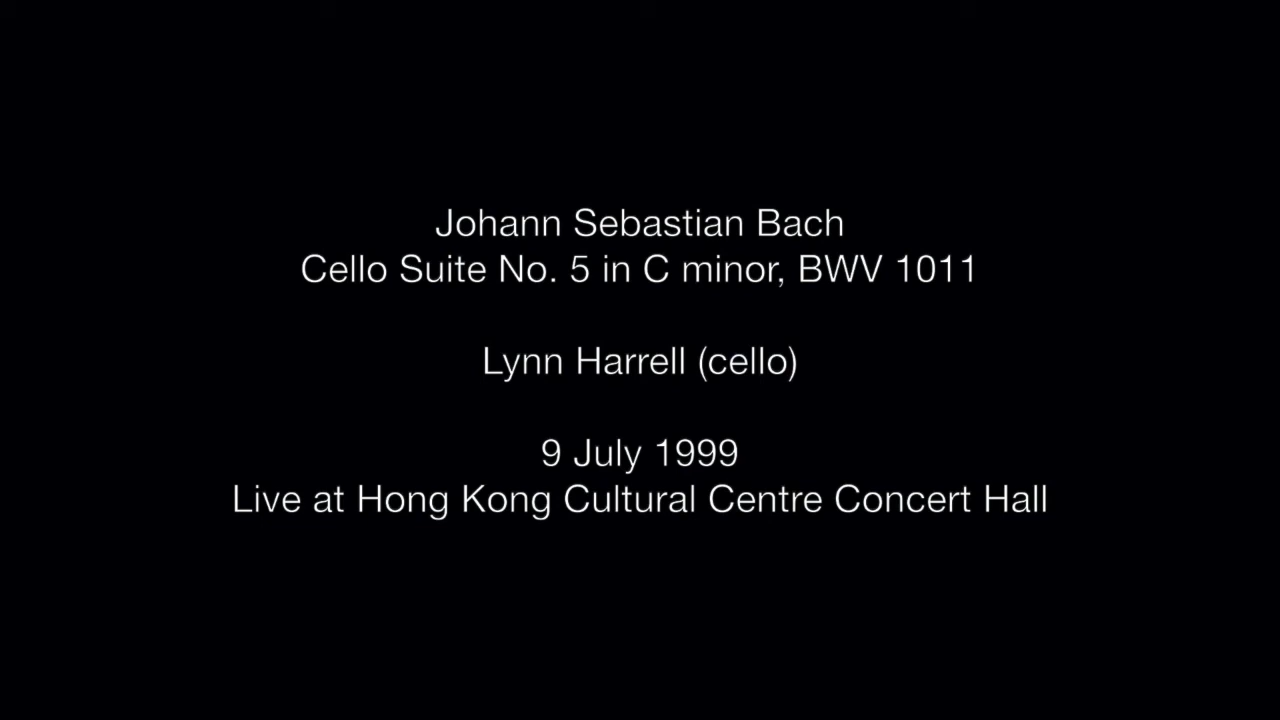 Johann Sebastian Bach
Cello Suite No. 5 in C minor, BWV 1011
Lynn Harrell (cello)
9 July 1999
Live at Hong Kong Cultural Centre Concert Hall